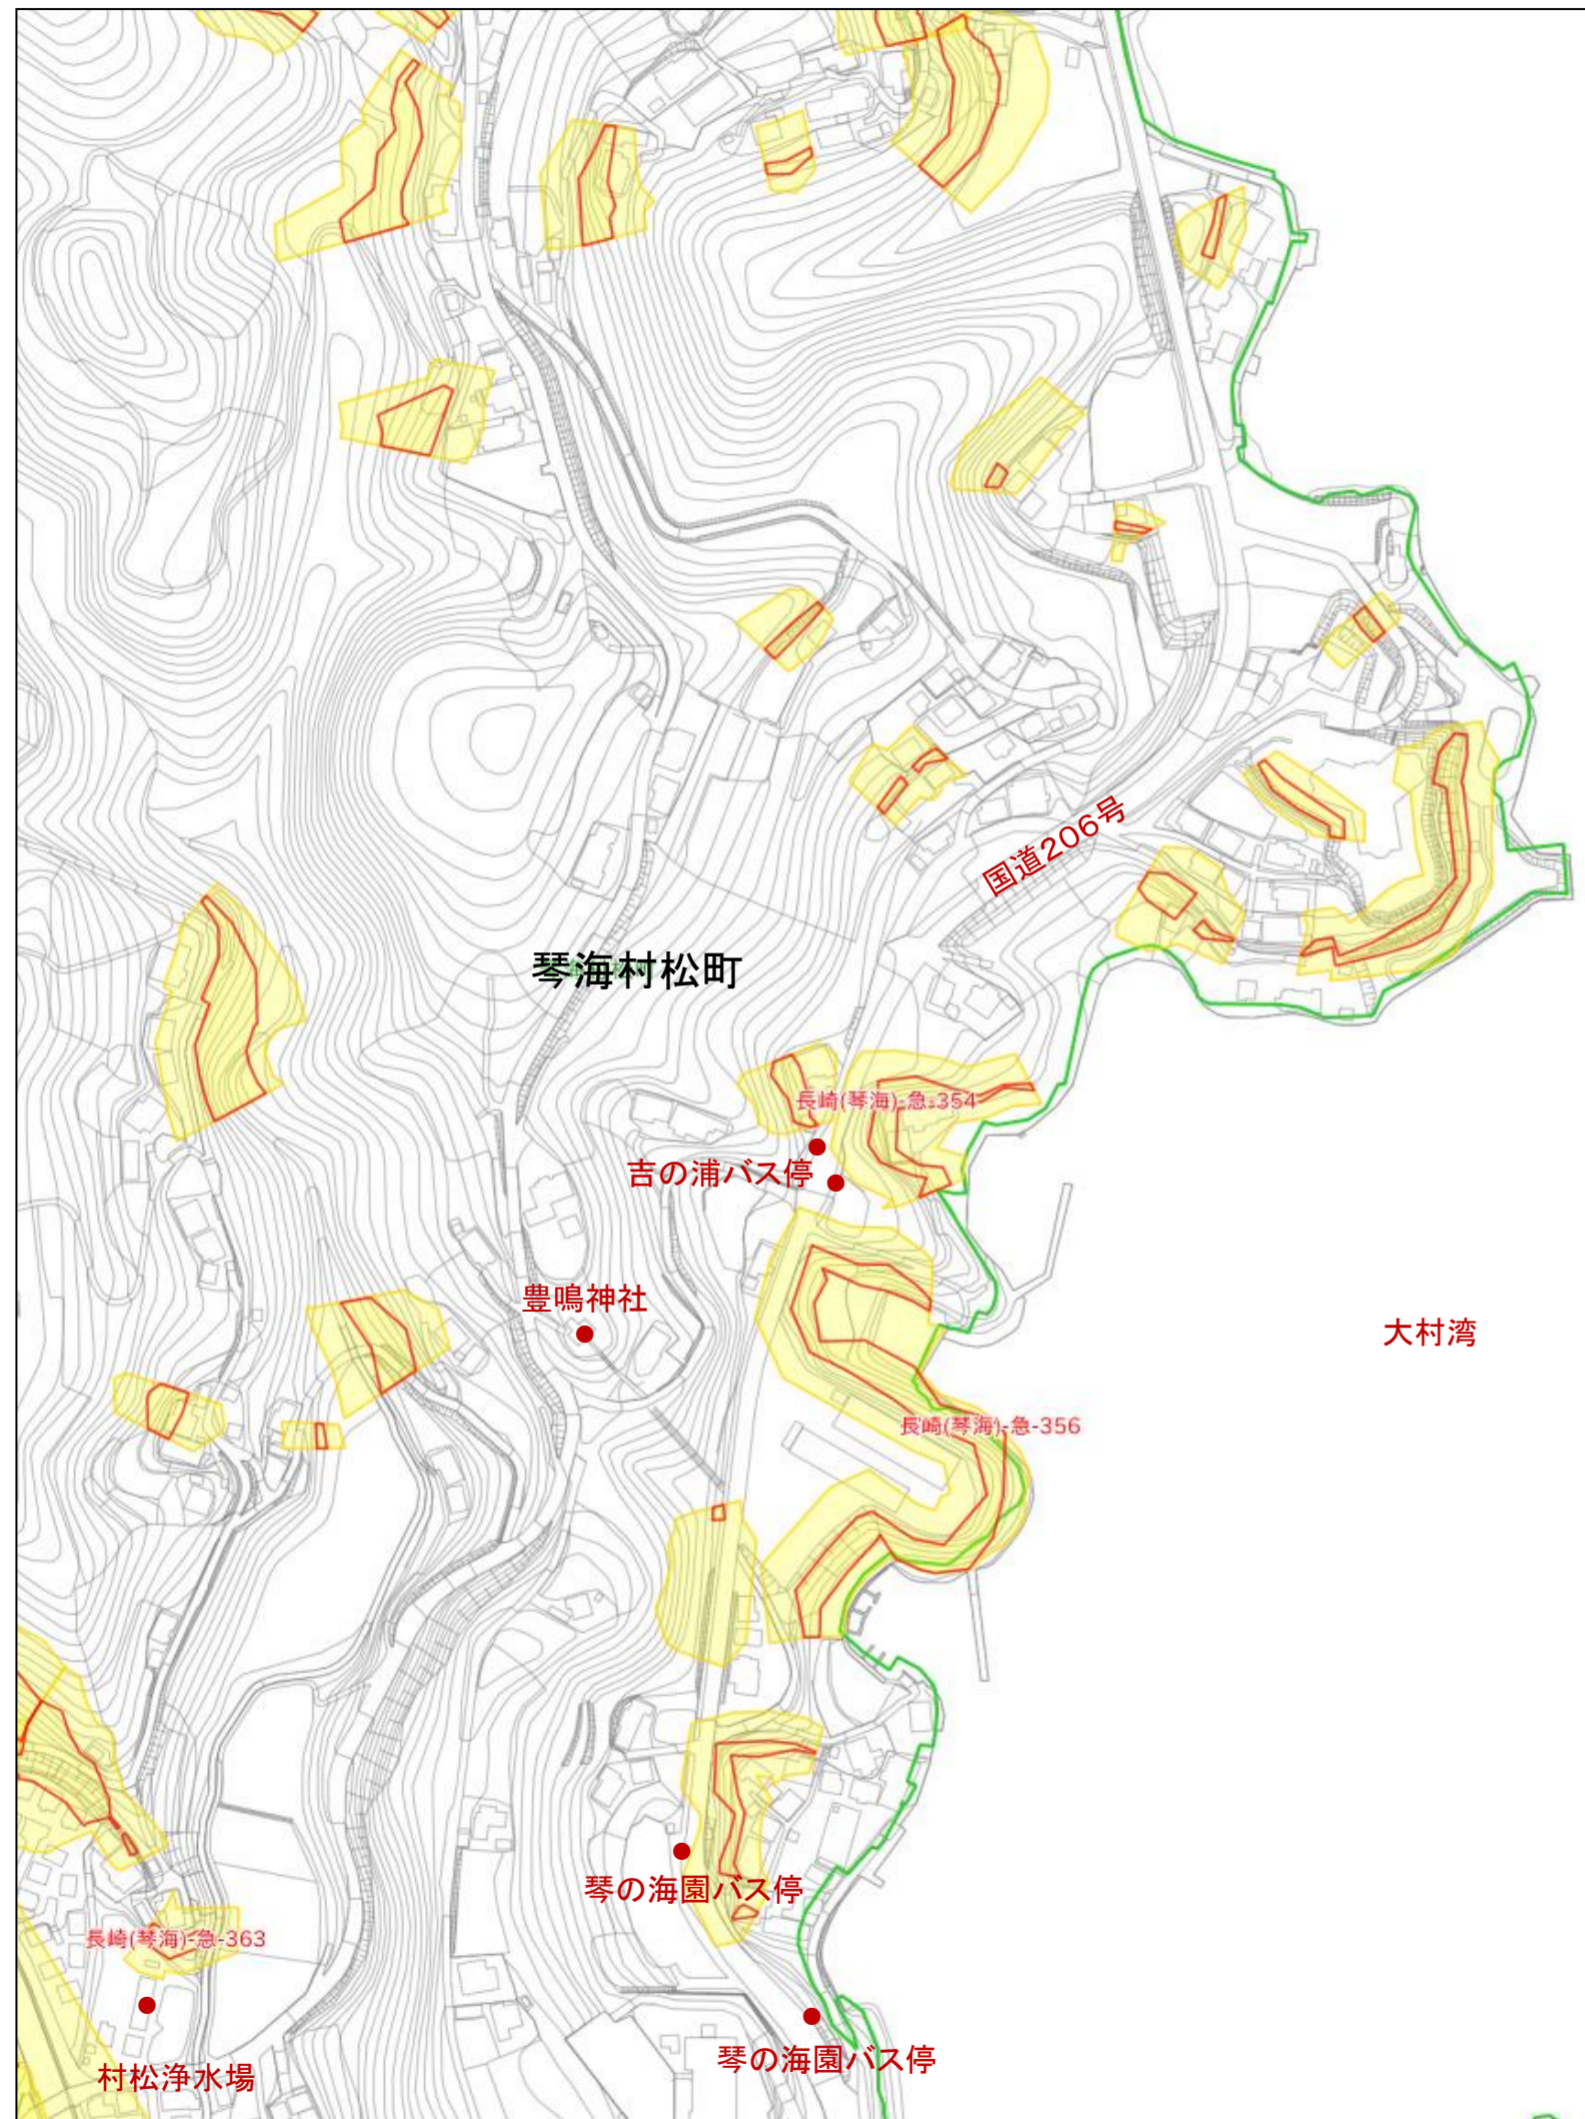 国道206号
琴海村松町
長崎(琴海)-急-354
吉の浦バス停
豊鳴神社
大村湾
長崎(琴海)-急-356
琴の海園バス停
長崎(琴海)-急-363
琴の海園バス停
村松浄水場